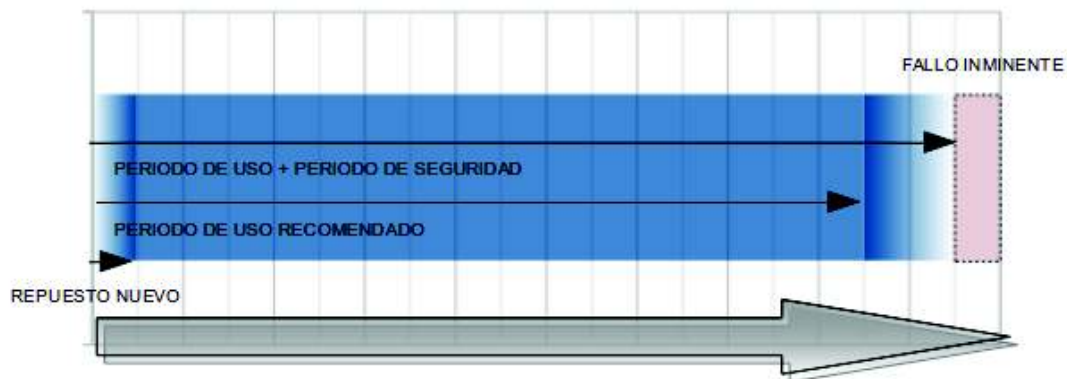 FALLO INMINENTE
PERIODO DE USO + PERIODO DE SEGURIDAD
PERIODO DE USO RECOMENDADO
REPUESTO NUEVO